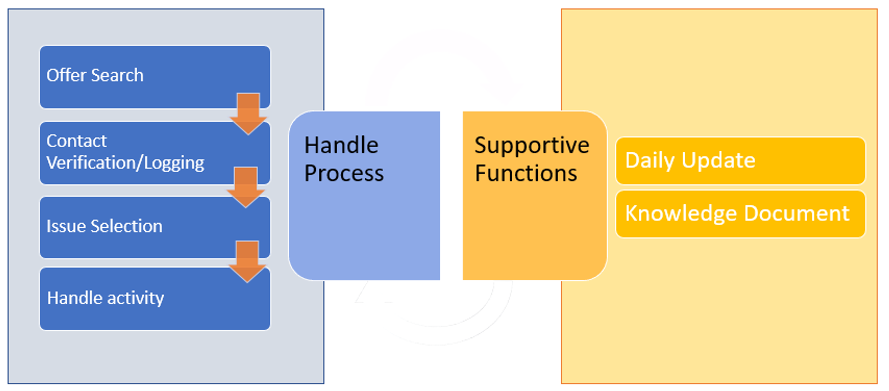 Offer Search
Contact
Verification/Logging
Issue Selection
Handle activity
Handle
Process
Supportive
Functions
Daily Update
Knowledge Document